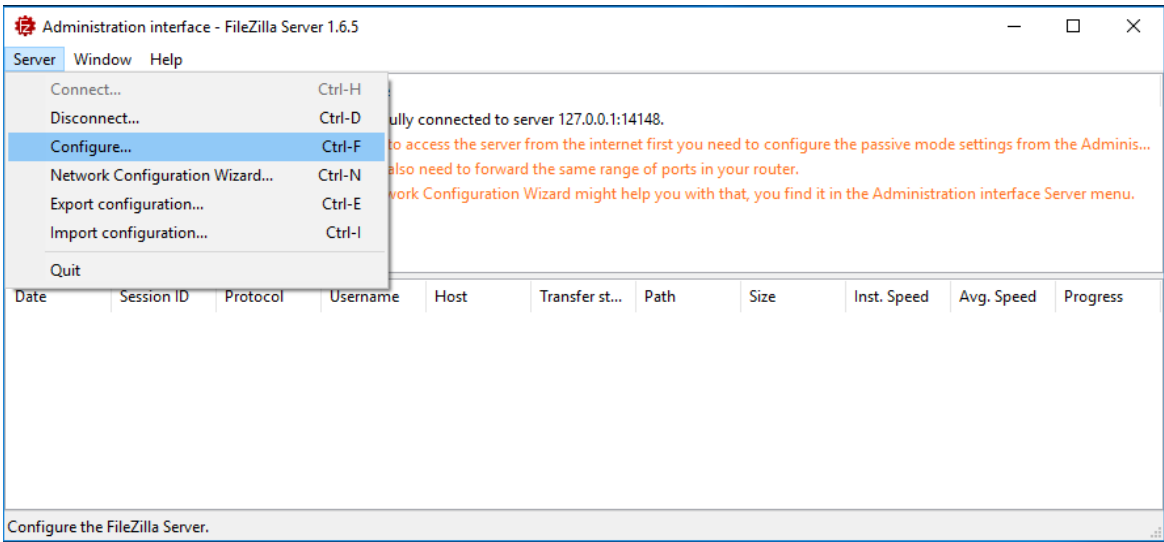 Administration interface - FileZilla Server 1.6.5
Server Window Help
Connect... Ctrl-H
Disconnect... Ctrl-D
ully connected to server 127.0.0.1:14148.
Configure... Ctrl-F
to access the server from the internet first you need to configure the passive mode settings from the Adminis...
Network Configuration Wizard... Ctrl-N
also need to forward the same range of ports in your router.
Export configuration... Ctrl-E
work Configuration Wizard might help you with that, you find it in the Administration interface Server menu.
Import configuration... Ctrl-I
Quit
Date Session ID Protocol Username Host Transfer st... Path Size Inst. Speed Avg. Speed Progress
Configure the FileZilla Server.